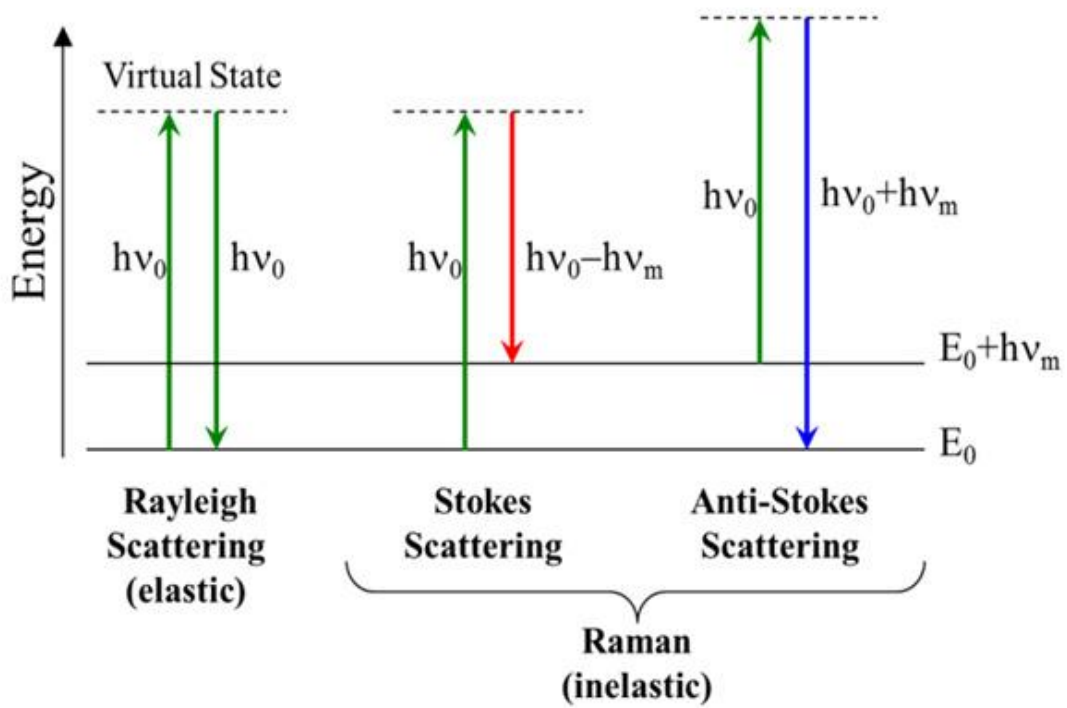 Energy
Virtual State
hν₀
hν₀
hν₀
hν₀–hνₘ
hν₀
hν₀+hνₘ
E₀+hνₘ
E₀
Rayleigh
Scattering
(elastic)
Stokes
Scattering
Anti-Stokes
Scattering
Raman
(inelastic)